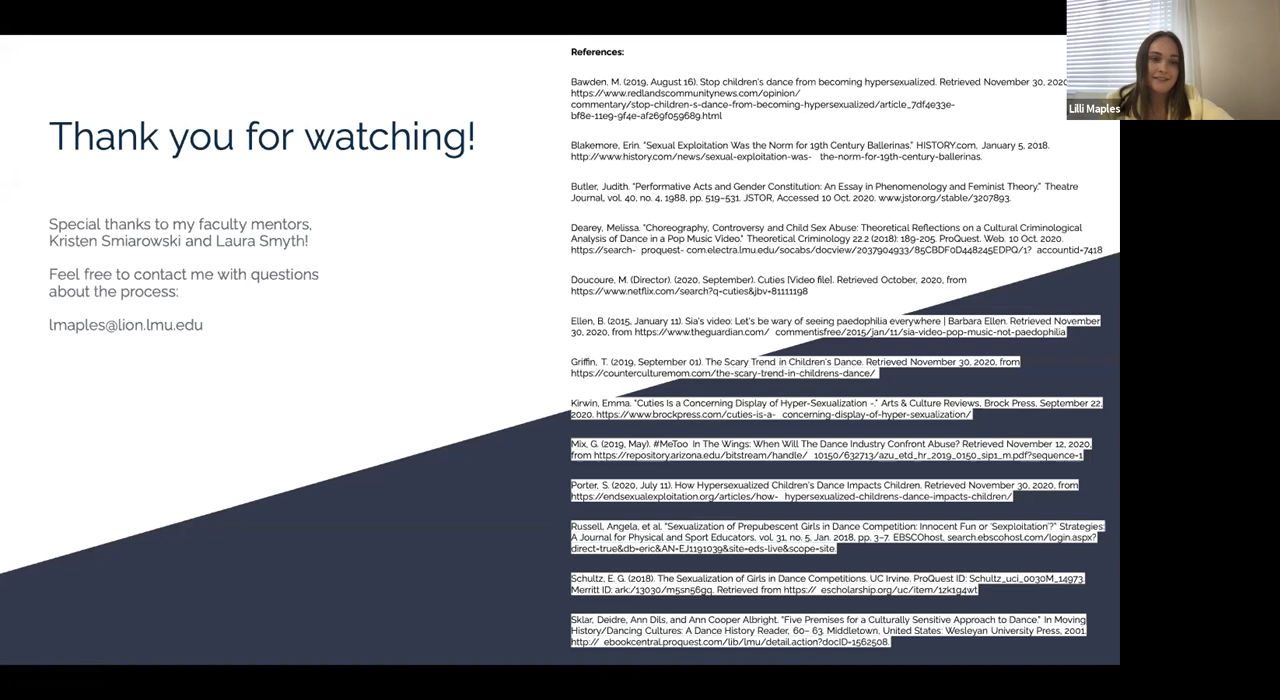 Thank you for watching!
Special thanks to my faculty mentors,
Kristen Smiarowski and Laura Smyth!
Feel free to contact me with questions
about the process:
lmaples@lion.lmu.edu
References:
Bawden, M. (2019, August 16). Stop children's dance from becoming hypersexualized. Retrieved November 30, 2020
https://www.redlandscommunitynews.com/opinion/
commentary/stop-children-s-dance-from-becoming-hypersexualized/article_7df4e33e-
bf8e-11e9-9f4e-af269f059689.html
Blakemore, Erin. "Sexual Exploitation Was the Norm for 19th Century Ballerinas." HISTORY.com, January 5, 2018.
http://www.history.com/news/sexual-exploitation-was- the-norm-for-19th-century-ballerinas.
Butler, Judith. "Performative Acts and Gender Constitution: An Essay in Phenomenology and Feminist Theory." Theatre
Journal, vol. 40, no. 4, 1988, pp. 519–531. JSTOR, Accessed 10 Oct. 2020. www.jstor.org/stable/3207893.
Dearey, Melissa. "Choreography, Controversy and Child Sex Abuse: Theoretical Reflections on a Cultural Criminological
Analysis of Dance in a Pop Music Video." Theoretical Criminology 22.2 (2018): 189-205. ProQuest. Web. 10 Oct. 2020.
https://search- proquest- com.electra.lmu.edu/socabs/docview/2037904933/85CBDF0D448245EDPQ/1? accountid=7418
Doucoure, M. (Director). (2020, September). Cuties [Video file]. Retrieved October, 2020, from
https://www.netflix.com/search?q=cuties&jbv=81111198
Ellen, B. (2015, January 11). Sia's video: Let's be wary of seeing paedophilia everywhere | Barbara Ellen. Retrieved November
30, 2020, from https://www.theguardian.com/ commentisfree/2015/jan/11/sia-video-pop-music-not-paedophilia
Griffin, T. (2019, September 01). The Scary Trend in Children's Dance. Retrieved November 30, 2020, from
https://counterculturemom.com/the-scary-trend-in-childrens-dance/
Kirwin, Emma. "Cuties Is a Concerning Display of Hyper-Sexualization -." Arts & Culture Reviews, Brock Press, September 22,
2020. https://www.brockpress.com/cuties-is-a- concerning-display-of-hyper-sexualization/
Mix, G. (2019, May). #MeToo In The Wings: When Will The Dance Industry Confront Abuse? Retrieved November 12, 2020,
from https://repository.arizona.edu/bitstream/handle/ 10150/632713/azu_etd_hr_2019_0150_sip1_m.pdf?sequence=1
Porter, S. (2020, July 11). How Hypersexualized Children's Dance Impacts Children. Retrieved November 30, 2020, from
https://endsexualexploitation.org/articles/how- hypersexualized-childrens-dance-impacts-children/
Russell, Angela, et al. "Sexualization of Prepubescent Girls in Dance Competition: Innocent Fun or 'Sexploitation'?" Strategies:
A Journal for Physical and Sport Educators, vol. 31, no. 5, Jan. 2018, pp. 3–7. EBSCOhost, search.ebscohost.com/login.aspx?
direct=true&db=eric&AN=EJ1191039&site=eds-live&scope=site.
Schultz, E. G. (2018). The Sexualization of Girls in Dance Competitions. UC Irvine. ProQuest ID: Schultz_uci_0030M_14973.
Merritt ID: ark:/13030/m5sn56gq. Retrieved from https:// escholarship.org/uc/item/1zk1g4wt
Sklar, Deidre, Ann Dils, and Ann Cooper Albright. "Five Premises for a Culturally Sensitive Approach to Dance." In Moving
History/Dancing Cultures: A Dance History Reader, 60– 63. Middletown, United States: Wesleyan University Press, 2001.
http:// ebookcentral.proquest.com/lib/lmu/detail.action?docID=1562508.
Lilli Maples